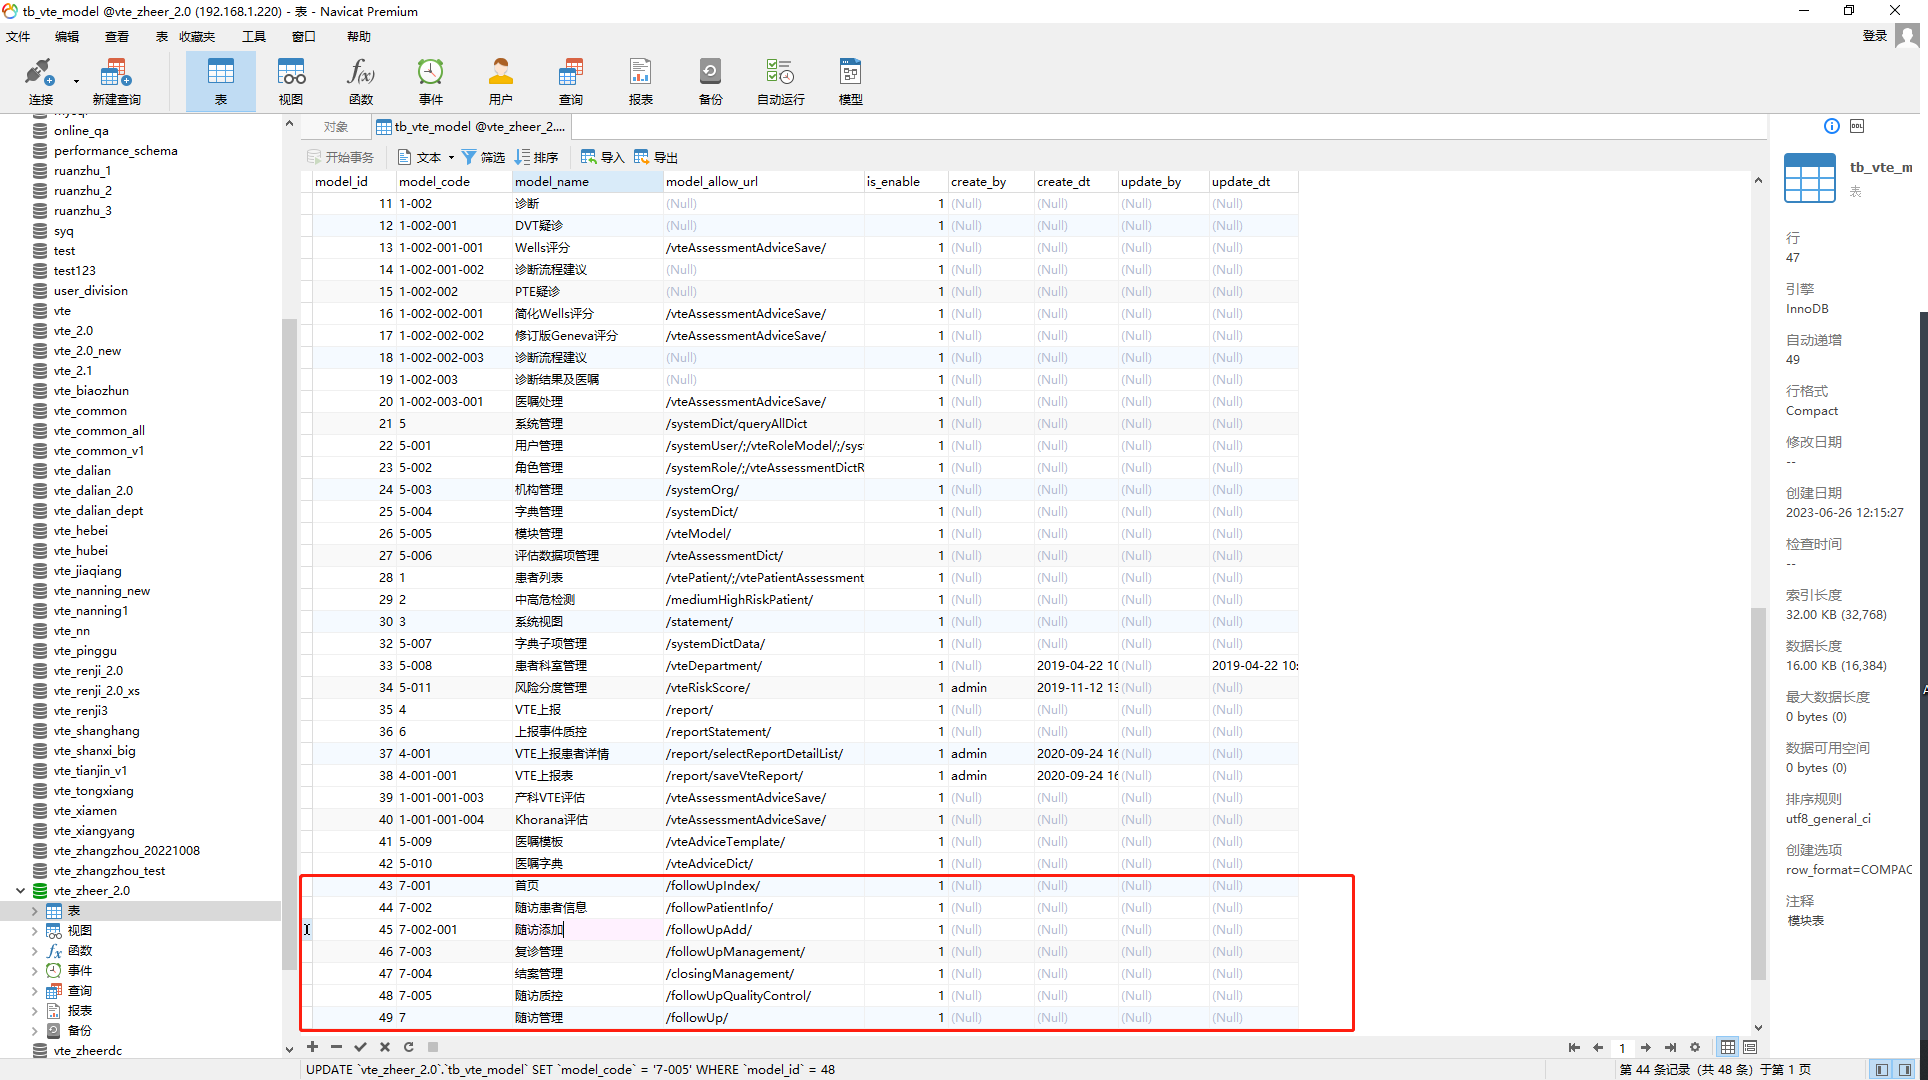 tb_vte_model @vte_zheer_2.0 (192.168.1.220) - 表 - Navicat Premium
文件 编辑 查看 表 收藏夹 工具 窗口 帮助 登录
连接 新建查询 表 视图 函数 事件 用户 查询 报表 备份 自动运行 模型
online_qa
performance_schema
ruanzhu_1
ruanzhu_2
ruanzhu_3
syq
test
test123
user_division
vte
vte_2.0
vte_2.0_new
vte_2.1
vte_biaozhun
vte_common
vte_common_all
vte_common_v1
vte_dalian
vte_dalian_2.0
vte_dalian_dept
vte_hebei
vte_hubei
vte_jiaqiang
vte_nanning_new
vte_nanning1
vte_nn
vte_pinggu
vte_renji_2.0
vte_renji_2.0_xs
vte_renji3
vte_shanghang
vte_shanxi_big
vte_tianjin_v1
vte_tongxiang
vte_xiamen
vte_xiangyang
vte_zhangzhou_20221008
vte_zhangzhou_test
vte_zheer_2.0
表
视图
函数
事件
查询
报表
备份
vte_zheerdc
对象 tb_vte_model @vte_zheer_2....
开始事务 文本 筛选 排序 导入 导出
model_id model_code model_name model_allow_url is_enable create_by create_dt update_by update_dt
11 1-002 诊断 (Null) 1 (Null) (Null) (Null) (Null)
12 1-002-001 DVT疑诊 (Null) 1 (Null) (Null) (Null) (Null)
13 1-002-001-001 Wells评分 /vteAssessmentAdviceSave/ 1 (Null) (Null) (Null) (Null)
14 1-002-001-002 诊断流程建议 (Null) 1 (Null) (Null) (Null) (Null)
15 1-002-002 PTE疑诊 (Null) 1 (Null) (Null) (Null) (Null)
16 1-002-002-001 简化Wells评分 /vteAssessmentAdviceSave/ 1 (Null) (Null) (Null) (Null)
17 1-002-002-002 修订版Geneva评分 /vteAssessmentAdviceSave/ 1 (Null) (Null) (Null) (Null)
18 1-002-002-003 诊断流程建议 (Null) 1 (Null) (Null) (Null) (Null)
19 1-002-003 诊断结果及医嘱 (Null) 1 (Null) (Null) (Null) (Null)
20 1-002-003-001 医嘱处理 /vteAssessmentAdviceSave/ 1 (Null) (Null) (Null) (Null)
21 5 系统管理 /systemDict/queryAllDict 1 (Null) (Null) (Null) (Null)
22 5-001 用户管理 /systemUser/;/vteRoleModel/;/sys 1 (Null) (Null) (Null) (Null)
23 5-002 角色管理 /systemRole/;/vteAssessmentDictR 1 (Null) (Null) (Null) (Null)
24 5-003 机构管理 /systemOrg/ 1 (Null) (Null) (Null) (Null)
25 5-004 字典管理 /systemDict/ 1 (Null) (Null) (Null) (Null)
26 5-005 模块管理 /vteModel/ 1 (Null) (Null) (Null) (Null)
27 5-006 评估数据项管理 /vteAssessmentDict/ 1 (Null) (Null) (Null) (Null)
28 1 患者列表 /vtePatient/;/vtePatientAssessment 1 (Null) (Null) (Null) (Null)
29 2 中高危检测 /mediumHighRiskPatient/ 1 (Null) (Null) (Null) (Null)
30 3 系统视图 /statement/ 1 (Null) (Null) (Null) (Null)
32 5-007 字典子项管理 /systemDictData/ 1 (Null) (Null) (Null) (Null)
33 5-008 患者科室管理 /vteDepartment/ 1 (Null) 2019-04-22 10 (Null) 2019-04-22 10:
34 5-011 风险分度管理 /vteRiskScore/ 1 admin 2019-11-12 13 (Null) (Null)
35 4 VTE上报 /report/ 1 (Null) (Null) (Null) (Null)
36 6 上报事件质控 /reportStatement/ 1 (Null) (Null) (Null) (Null)
37 4-001 VTE上报患者详情 /report/selectReportDetailList/ 1 admin 2020-09-24 16 (Null) (Null)
38 4-001-001 VTE上报表 /report/saveVteReport/ 1 admin 2020-09-24 16 (Null) (Null)
39 1-001-001-003 产科VTE评估 /vteAssessmentAdviceSave/ 1 (Null) (Null) (Null) (Null)
40 1-001-001-004 Khorana评估 /vteAssessmentAdviceSave/ 1 (Null) (Null) (Null) (Null)
41 5-009 医嘱模板 /vteAdviceTemplate/ 1 (Null) (Null) (Null) (Null)
42 5-010 医嘱字典 /vteAdviceDict/ 1 (Null) (Null) (Null) (Null)
43 7-001 首页 /followUpIndex/ 1 (Null) (Null) (Null) (Null)
44 7-002 随访患者信息 /followPatientInfo/ 1 (Null) (Null) (Null) (Null)
45 7-002-001 随访添加 /followUpAdd/ 1 (Null) (Null) (Null) (Null)
46 7-003 复诊管理 /followUpManagement/ 1 (Null) (Null) (Null) (Null)
47 7-004 结案管理 /closingManagement/ 1 (Null) (Null) (Null) (Null)
48 7-005 随访质控 /followUpQualityControl/ 1 (Null) (Null) (Null) (Null)
49 7 随访管理 /followUp/ 1 (Null) (Null) (Null) (Null)
1
UPDATE `vte_zheer_2.0`.`tb_vte_model` SET `model_code` = '7-005' WHERE `model_id` = 48
第 44 条记录 (共 48 条) 于第 1 页
DDL
tb_vte_m
表
行
47
引擎
InnoDB
自动递增
49
行格式
Compact
修改日期
--
创建日期
2023-06-26 12:15:27
检查时间
--
索引长度
32.00 KB (32,768)
数据长度
16.00 KB (16,384)
最大数据长度
0 bytes (0)
数据可用空间
0 bytes (0)
排序规则
utf8_general_ci
创建选项
row_format=COMPAC
注释
模块表